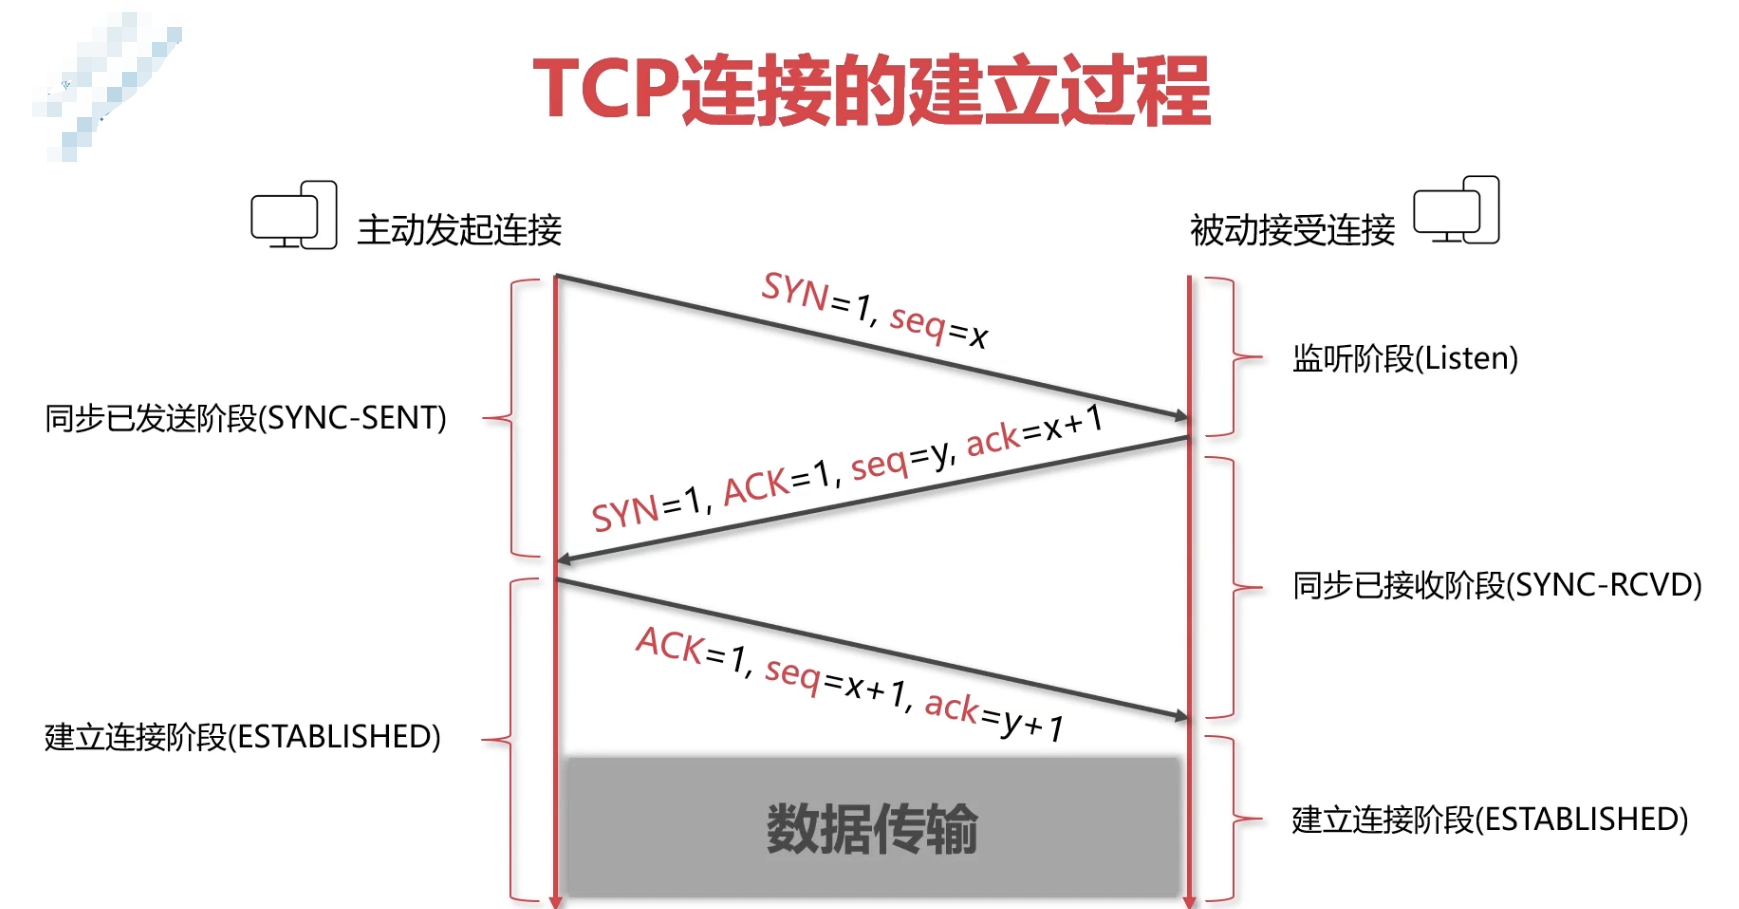 TCP连接的建立过程
主动发起连接
被动接受连接
SYN=1, seq=x
监听阶段(Listen)
同步已发送阶段(SYNC-SENT)
SYN=1, ACK=1, seq=y, ack=x+1
同步已接收阶段(SYNC-RCVD)
ACK=1, seq=x+1, ack=y+1
建立连接阶段(ESTABLISHED)
数据传输
建立连接阶段(ESTABLISHED)